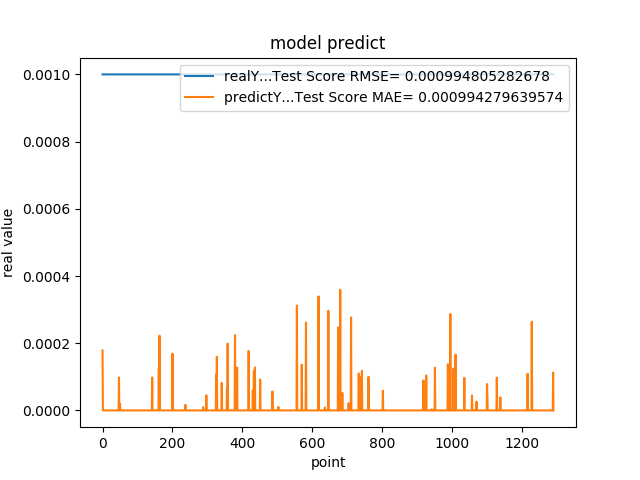 model predict
realY...Test Score RMSE= 0.000994805282678
predictY...Test Score MAE= 0.000994279639574
0.0010
0.0008
0.0006
0.0004
0.0002
0.0000
real value
0 200 400 600 800 1000 1200
point